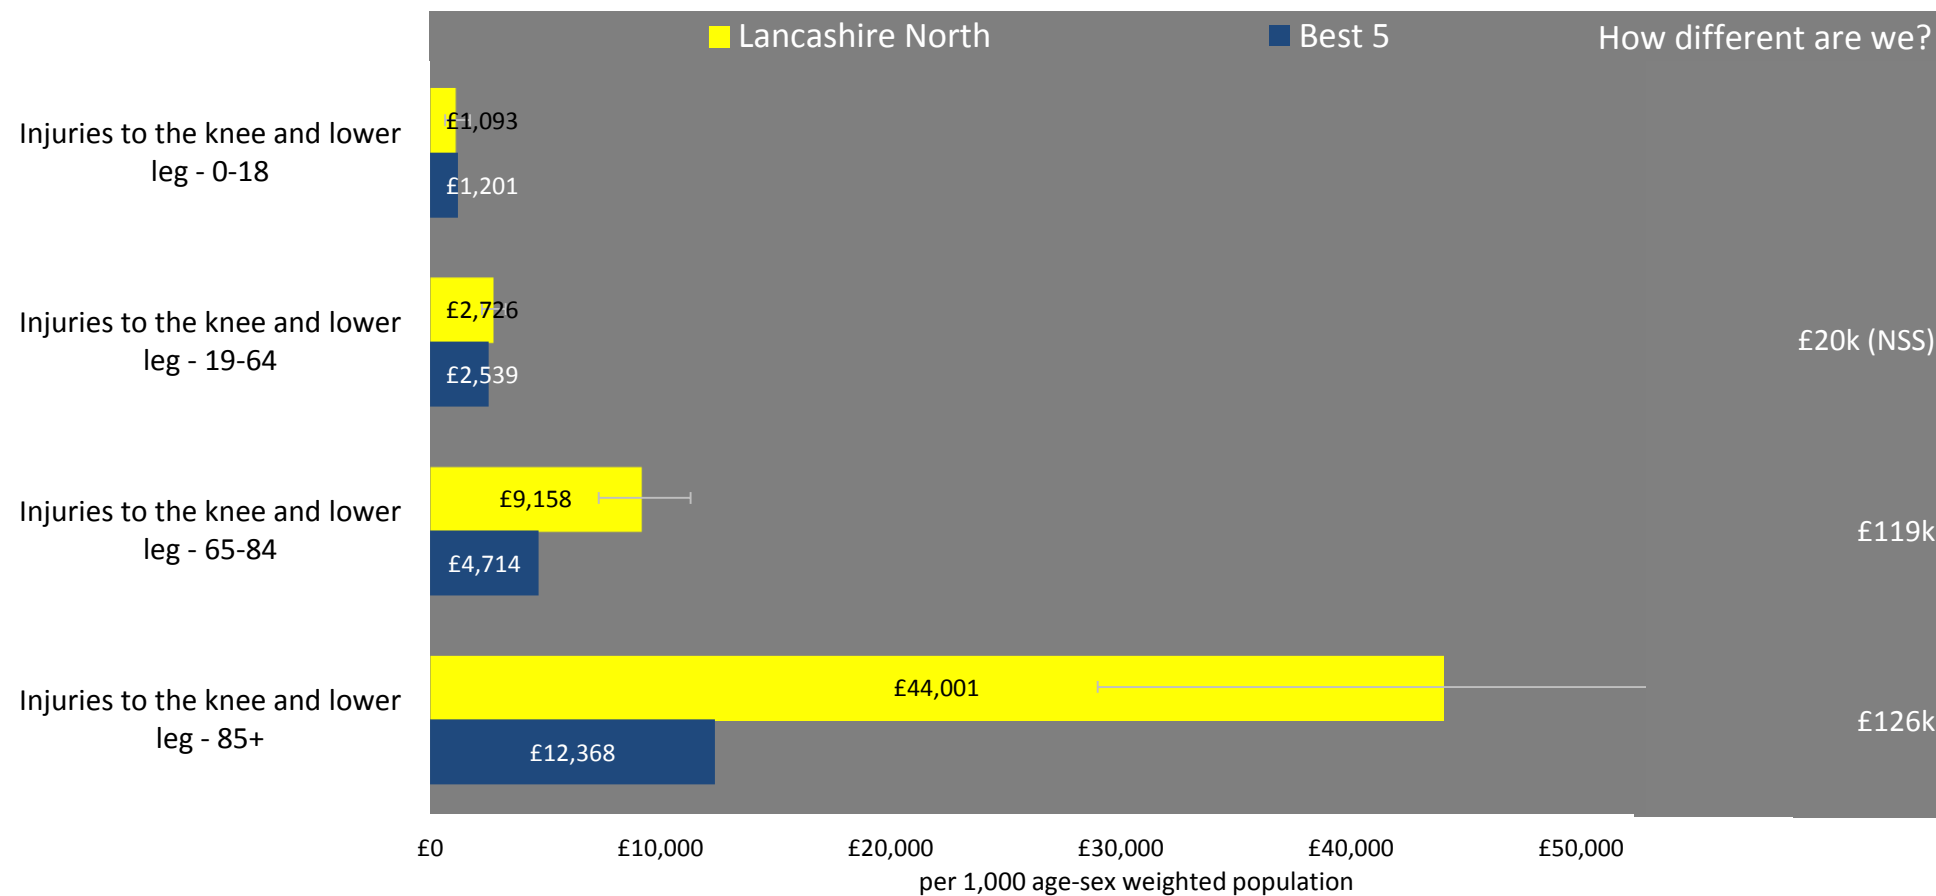 Lancashire North
Best 5
How different are we?
Injuries to the knee and lower
leg - 0-18
£1,093
£1,201
Injuries to the knee and lower
leg - 19-64
£2,726
£2,539
£20k (NSS)
Injuries to the knee and lower
leg - 65-84
£9,158
£4,714
£119k
Injuries to the knee and lower
leg - 85+
£44,001
£12,368
£126k
£0 £10,000 £20,000 £30,000 £40,000 £50,000
per 1,000 age-sex weighted population